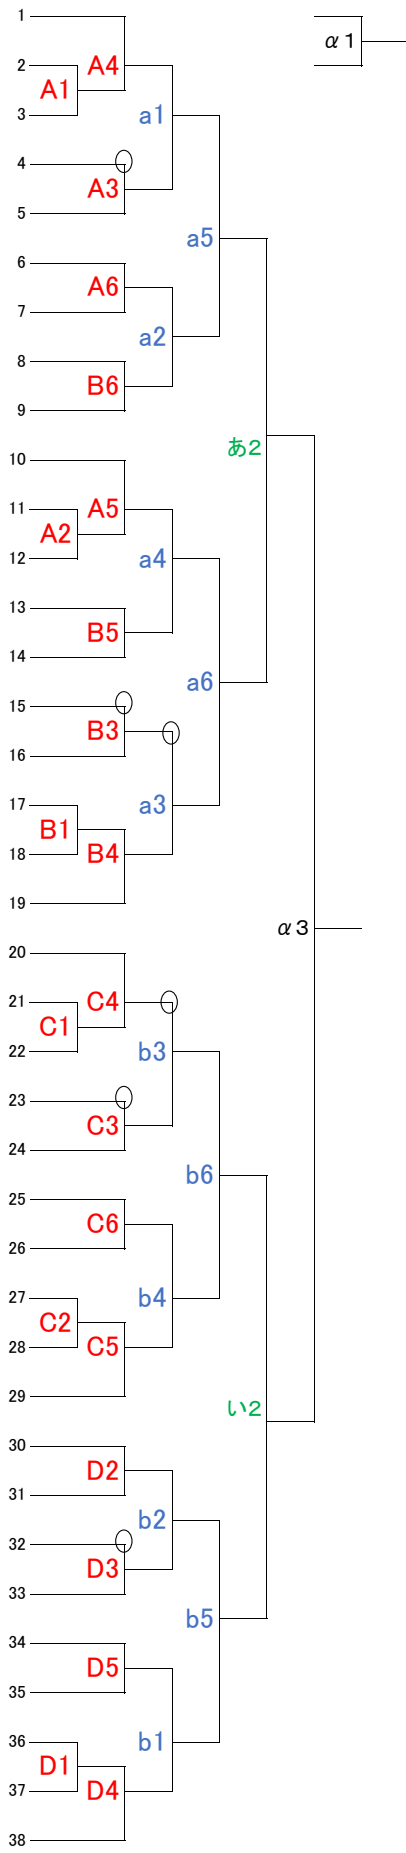 1
α1
2
A4
A1
3
a1
4
A3
5
a5
6
A6
7
a2
8
B6
9
あ2
10
11
A5
A2
12
a4
13
B5
14
a6
15
B3
16
a3
17
B1
18
B4
19
α3
20
21
C4
C1
22
b3
23
C3
24
b6
25
C6
26
b4
27
C2
28
C5
29
い2
30
D2
31
b2
32
D3
33
b5
34
D5
35
b1
36
D1
37
D4
38